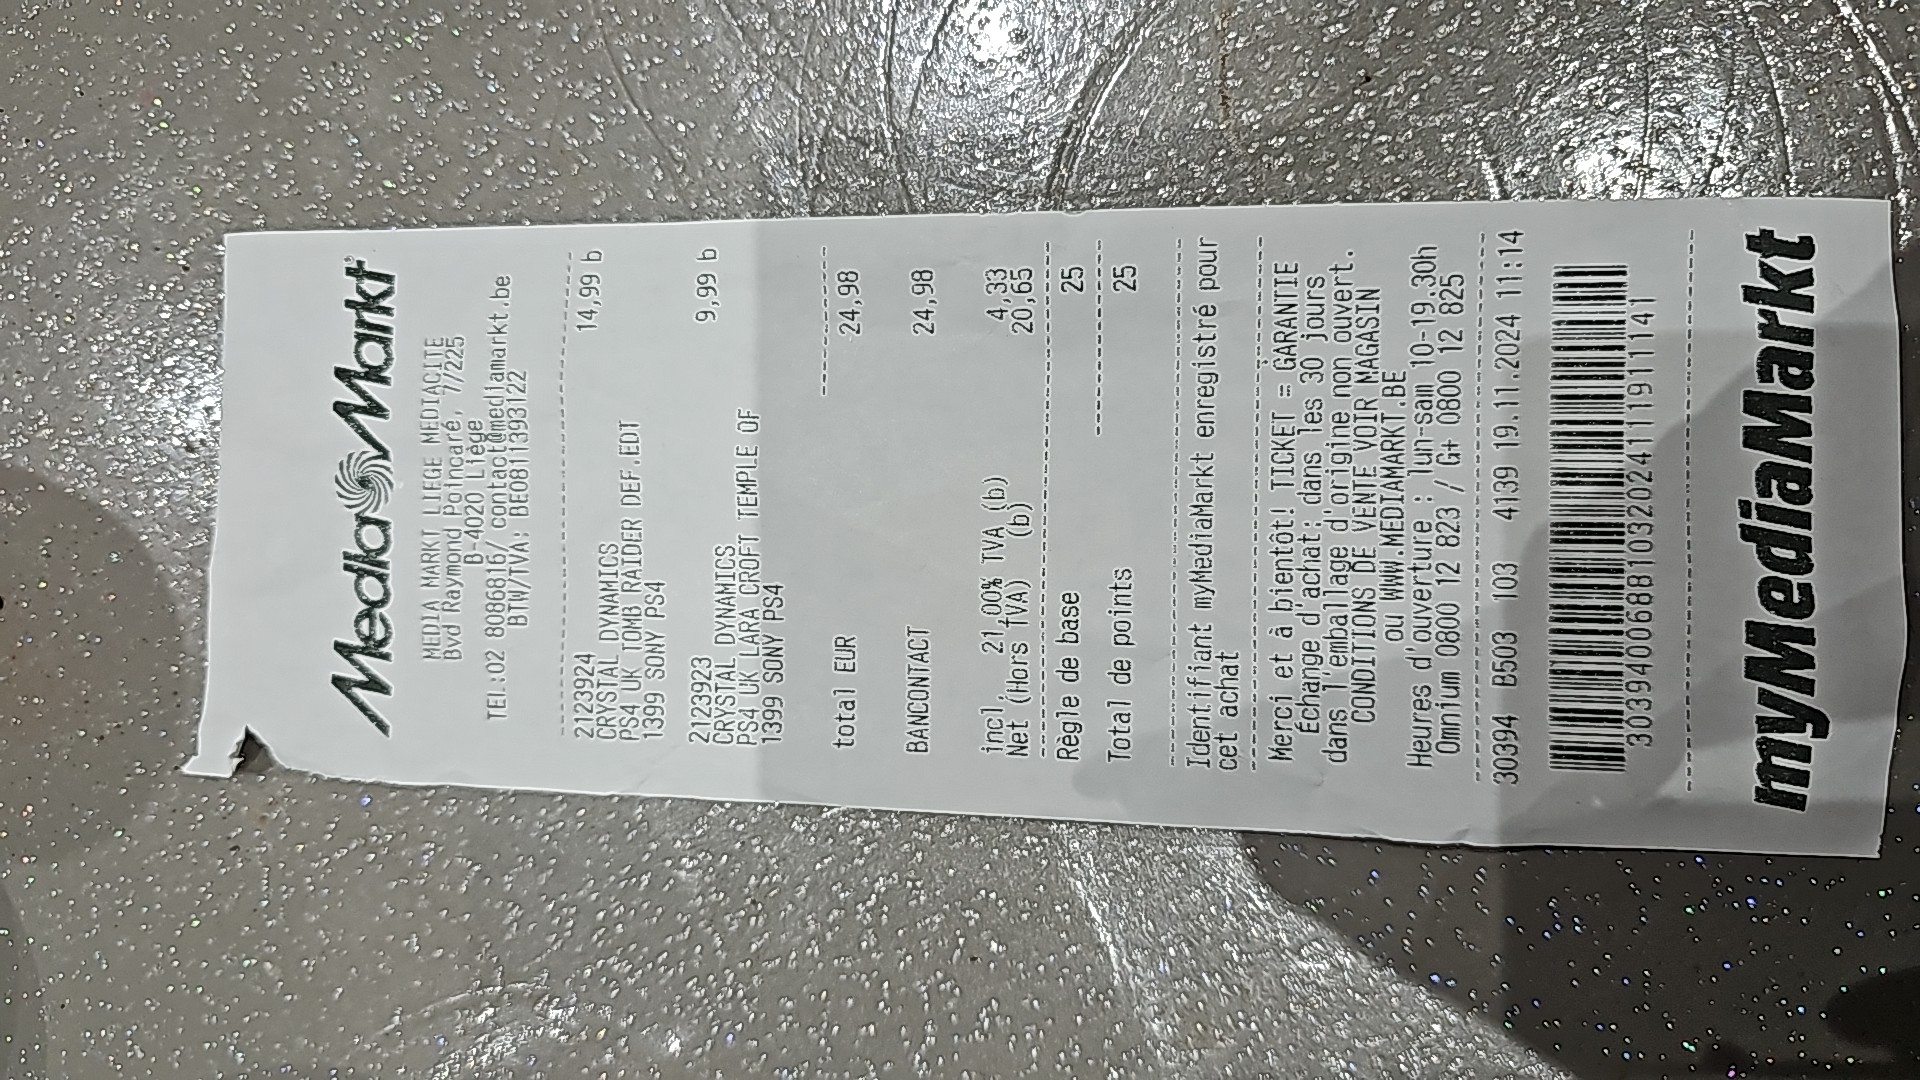 Media Markt
MEDIA MARKT LIEGE MEDIACITE
Bvd Raymond Poincaré, 7/225
B-4020 Liège
TEl.:02 8086816/ contact@mediamarkt.be
BTW/TVA: BE0811393122
2123924 14,99 b
CRYSTAL DYNAMICS
PS4 UK TOMB RAIDER DEF.EDT
1399 SONY PS4
2123923 9,99 b
CRYSTAL DYNAMICS
PS4 UK LARA CROFT TEMPLE OF
1399 SONY PS4
total EUR 24,98
BANCONTACT 24,98
incl. 21,00% TVA (b) 4,33
Net (Hors TVA) (b) 20,65
Règle de base 25
Total de points 25
Identifiant myMediaMarkt enregistré pour
cet achat
Merci et à bientôt! TICKET = GARANTIE
Échange d'achat: dans les 30 jours
dans l'emballage d'origine non ouvert.
CONDITIONS DE VENTE VOIR MAGASIN
ou WWW.MEDIAMARKT.BE
Heures d'ouverture : lun-sam 10-19.30h
Omnium 0800 12 823 / G+ 0800 12 825
30394 B503 103 4139 19.11.2024 11:14
3039400688103202411191114​1
myMediaMarkt